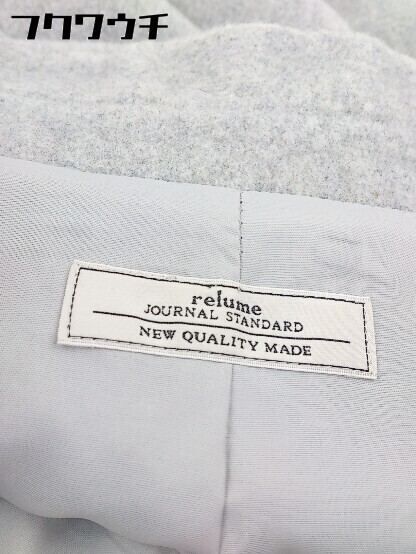 フクワウチ
relume
JOURNAL STANDARD
NEW QUALITY MADE